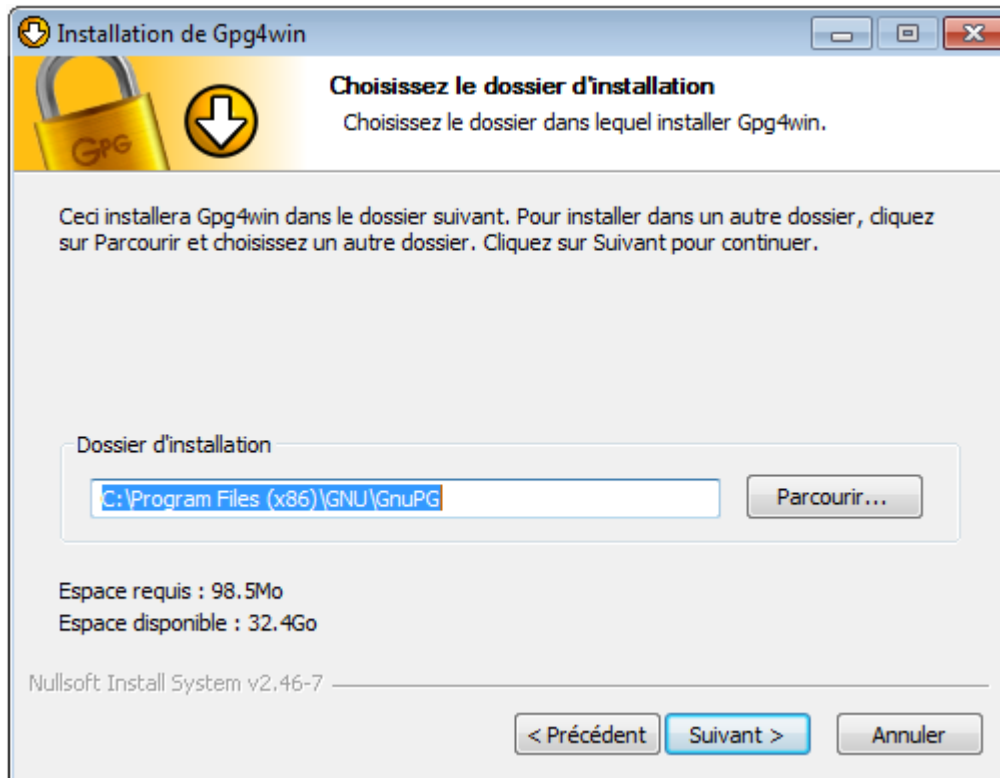 Installation de Gpg4win
GPG
Choisissez le dossier d'installation
Choisissez le dossier dans lequel installer Gpg4win.
Ceci installera Gpg4win dans le dossier suivant. Pour installer dans un autre dossier, cliquez
sur Parcourir et choisissez un autre dossier. Cliquez sur Suivant pour continuer.
Dossier d'installation
C:\Program Files (x86)\GNU\GnuPG
Parcourir...
Espace requis : 98.5Mo
Espace disponible : 32.4Go
Nullsoft Install System v2.46-7
< Précédent
Suivant >
Annuler